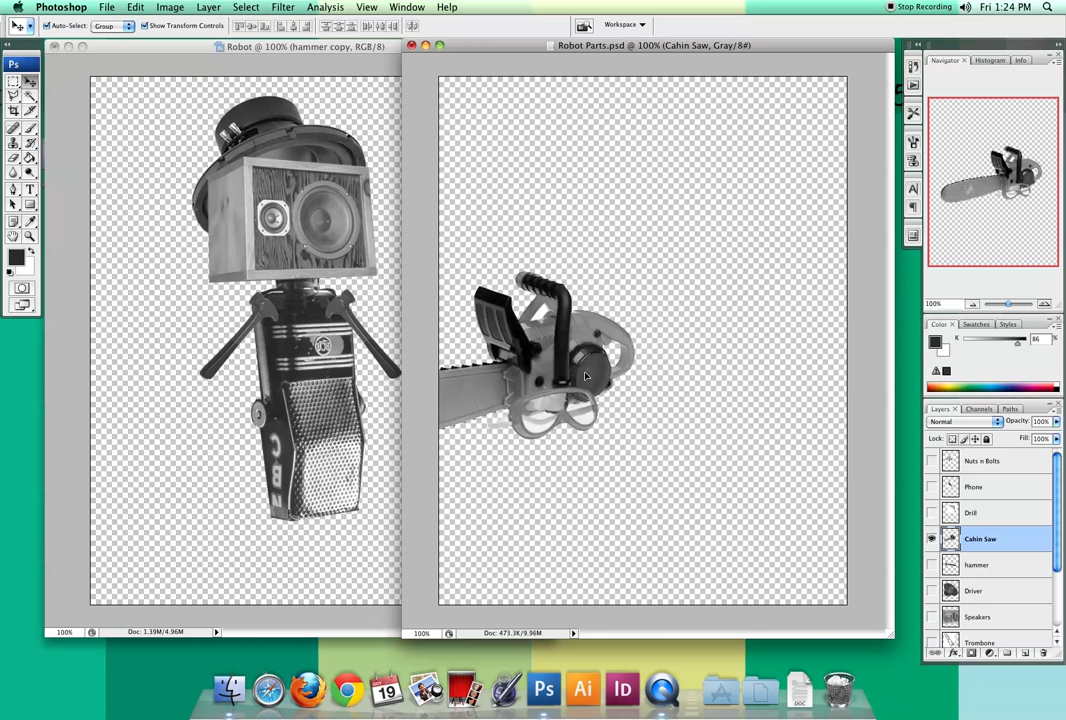 Photoshop File Edit Image Layer Select Filter Analysis View Window Help
Stop Recording Fri 1:24 PM
Auto-Select: Group Show Transform Controls Workspace
Robot @ 100% (hammer copy, RGB/8)
Robot Parts.psd @ 100% (Cahin Saw, Gray/8#)
Ps
T
Navigator Histogram Info
100%
A
Color Swatches Styles
K 86 %
Layers Channels Paths
Normal Opacity: 100%
Lock: Fill: 100%
Nuts n Bolts
Phone
Drill
Cahin Saw
hammer
Driver
Speakers
Trombone
100% Doc: 1.39M/4.96M
100% Doc: 473.3K/9.96M
OCT
19
Ps
Ai
ID